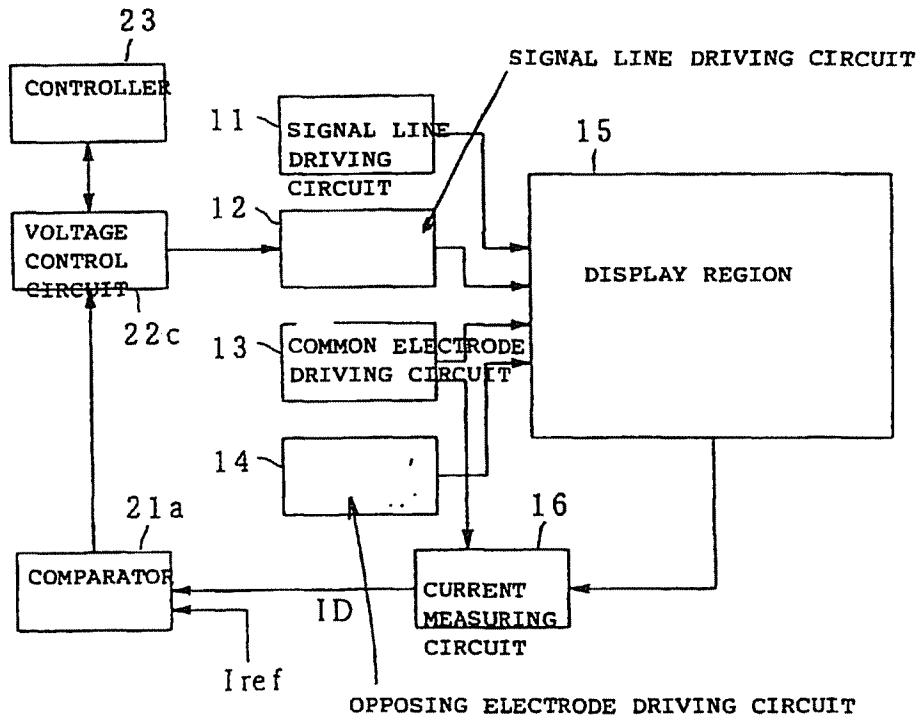 23
CONTROLLER
SIGNAL LINE DRIVING CIRCUIT
11
SIGNAL LINE
DRIVING
CIRCUIT
15
12
VOLTAGE
CONTROL
CIRCUIT
22c
DISPLAY REGION
13
COMMON ELECTRODE
DRIVING CIRCUIT
14
21a
COMPARATOR
16
CURRENT
MEASURING
CIRCUIT
ID
Iref
OPPOSING ELECTRODE DRIVING CIRCUIT